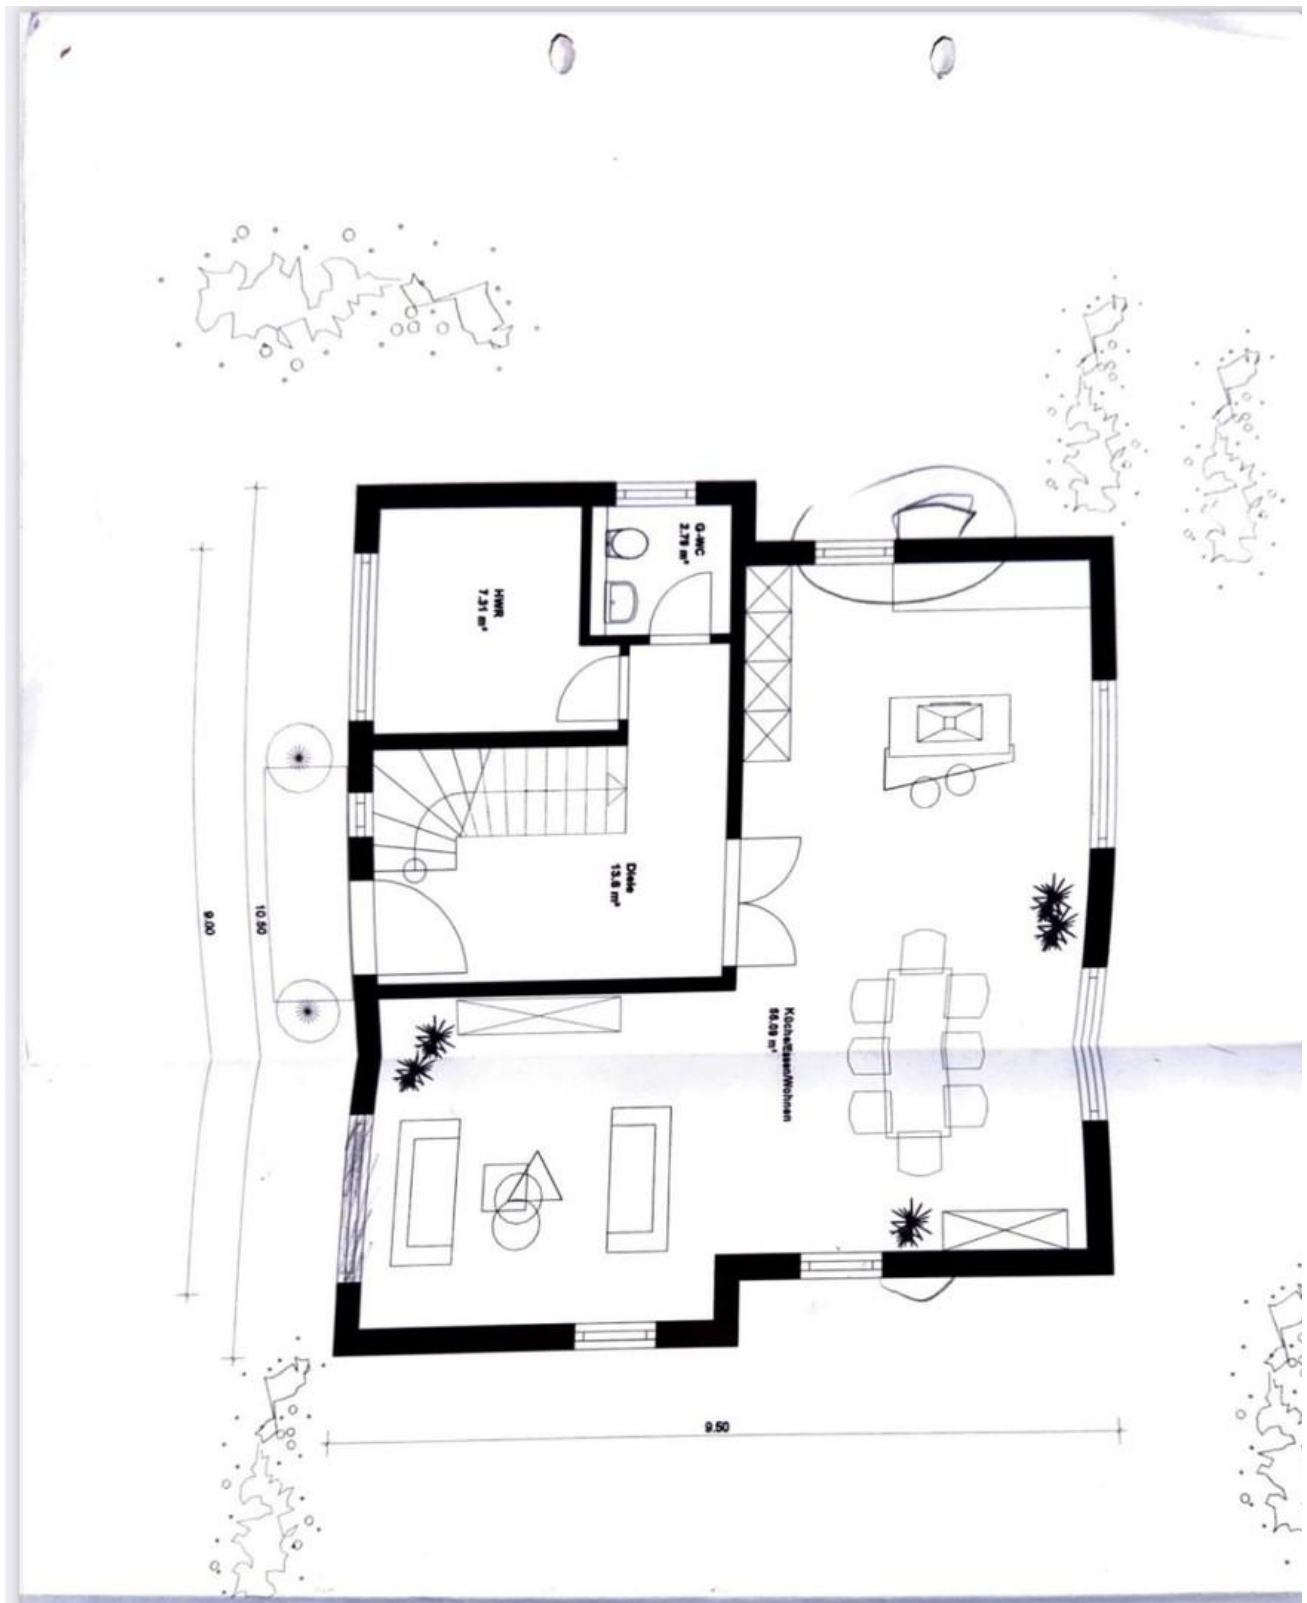 G-WC
2.79 m²
HWR
7.31 m²
Diele
13.6 m²
Küche/Essen/Wohnen
56.09 m²
9.00
10.50
9.50